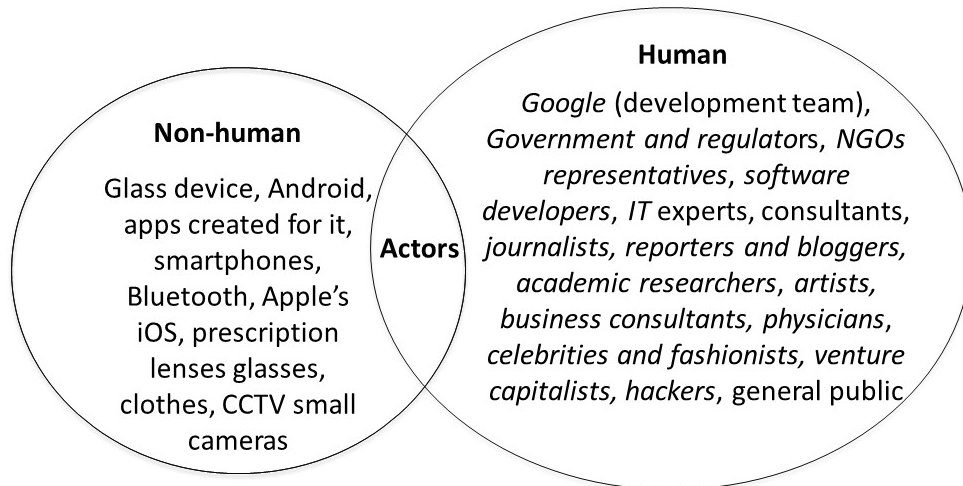 Non-human
Glass device, Android,
apps created for it,
smartphones,
Bluetooth, Apple’s
iOS, prescription
lenses glasses,
clothes, CCTV small
cameras
Actors
Human
Google (development team),
Government and regulators, NGOs
representatives, software
developers, IT experts, consultants,
journalists, reporters and bloggers,
academic researchers, artists,
business consultants, physicians,
celebrities and fashionists, venture
capitalists, hackers, general public